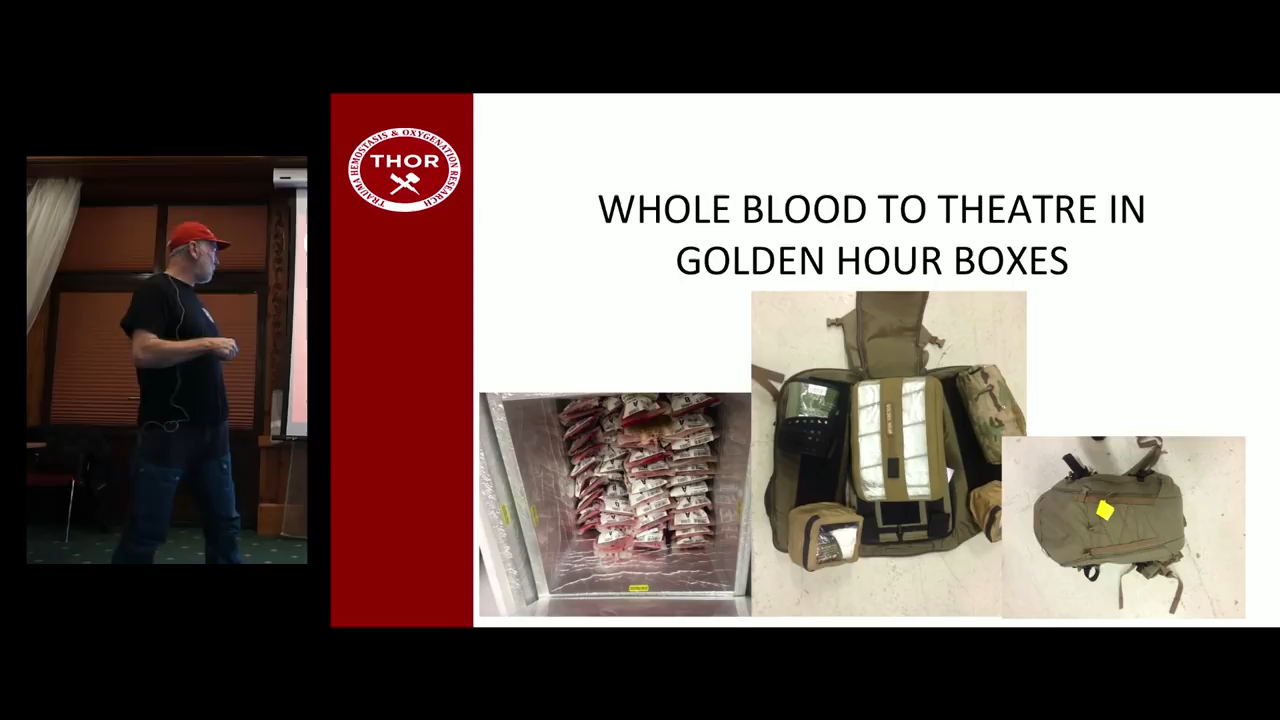 TRAUMA HEMOSTASIS & OXYGENATION RESEARCH
THOR
WHOLE BLOOD TO THEATRE IN
GOLDEN HOUR BOXES